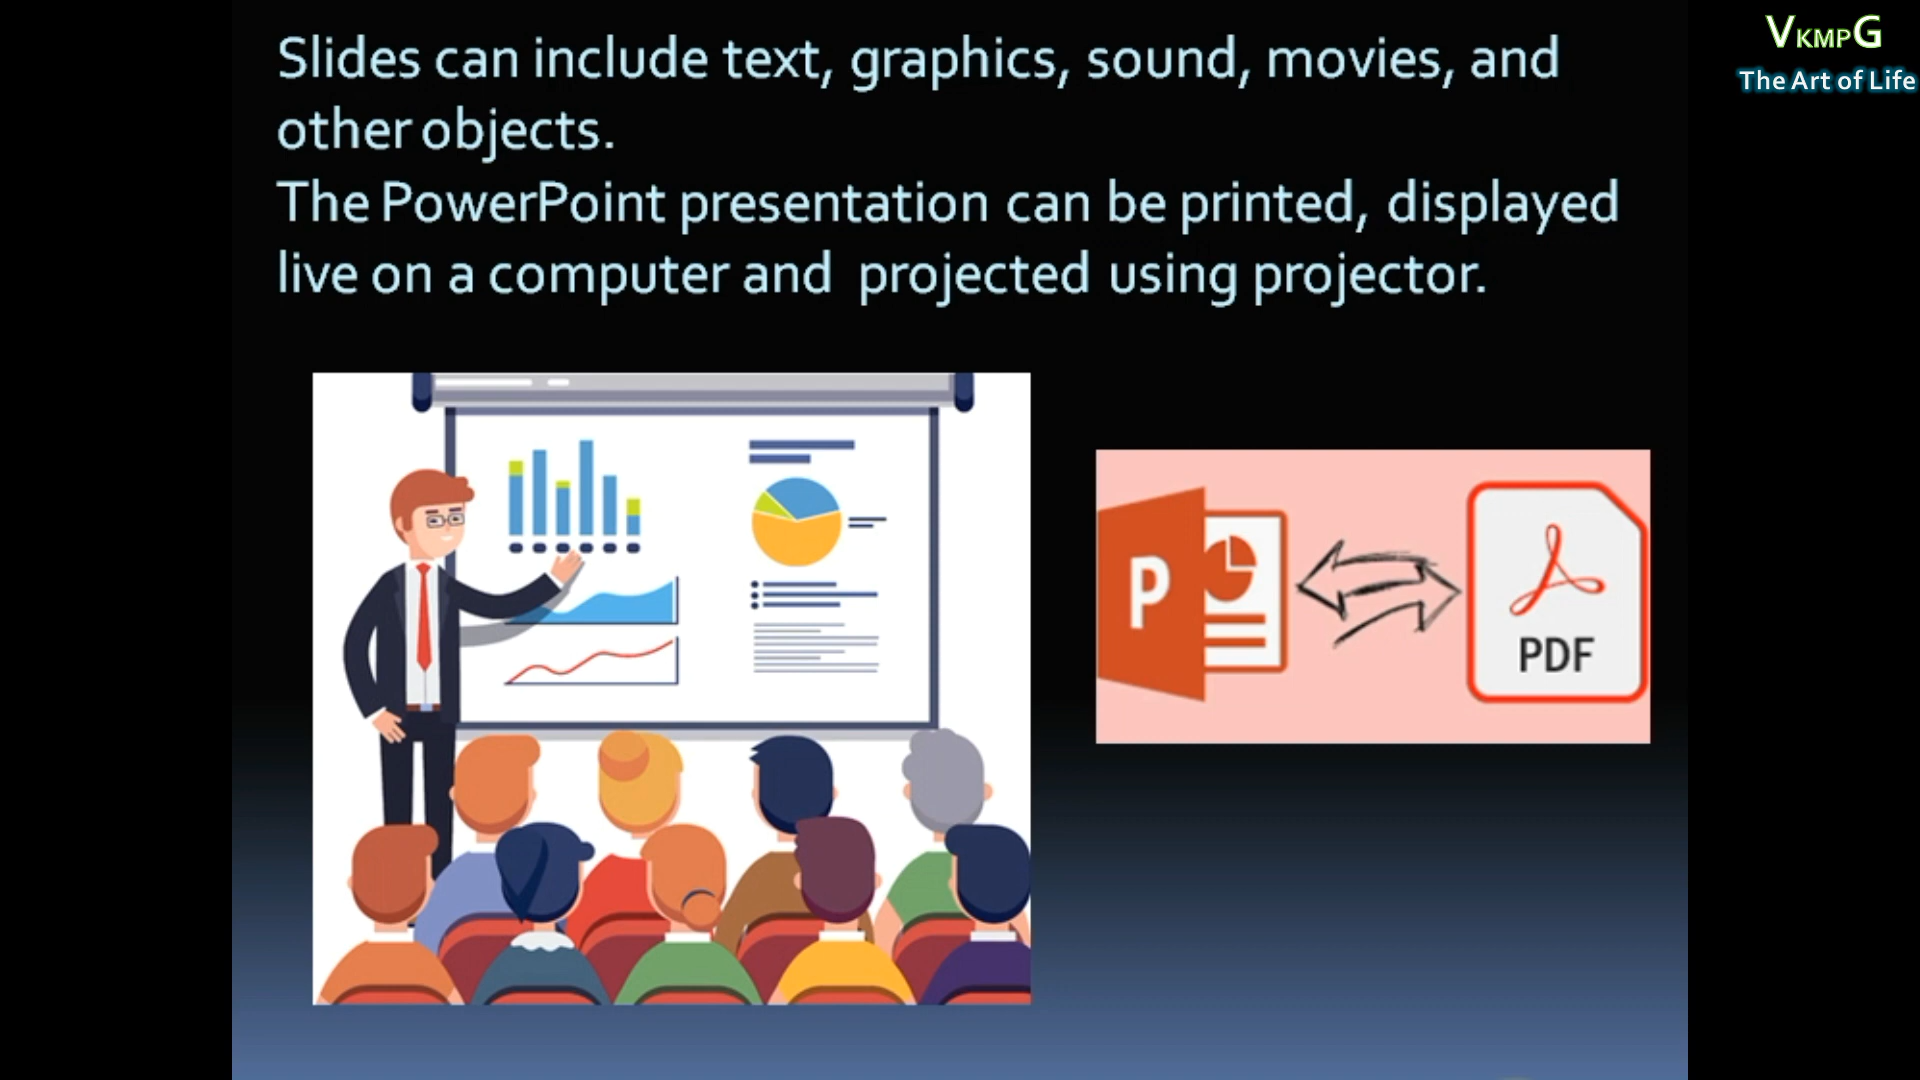 Slides can include text, graphics, sound, movies, and
other objects.
The PowerPoint presentation can be printed, displayed
live on a computer and projected using projector.
VKMPG
The Art of Life
P
PDF